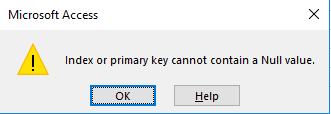 Microsoft Access
Index or primary key cannot contain a Null value.
OK
Help